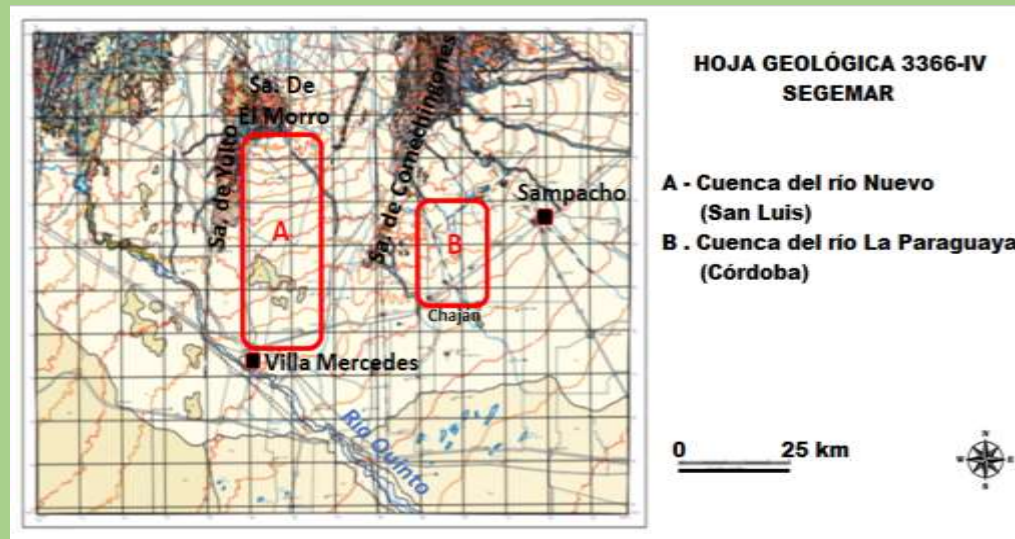 Sa. De
El Morro
Sa. de Yulto
Sa. de Comechingones
Sampacho
A
B
Chaján
Villa Mercedes
Río Quinto
HOJA GEOLÓGICA 3366-IV
SEGEMAR
A - Cuenca del río Nuevo
(San Luis)
B . Cuenca del río La Paraguaya
(Córdoba)
0 25 km
N
W E
S